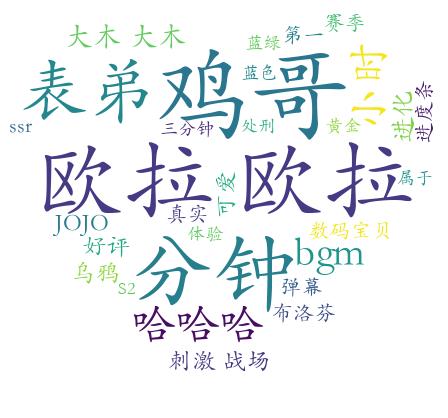 大木 大木
蓝绿
第一
赛季
表弟
鸡哥
蓝色
小时
进化
进度条
ssr
三分钟
处刑
黄金
欧拉 欧拉
属于
可爱
真实
JOJO
好评
体验
数码宝贝
乌鸦
S2
分钟
bgm
弹幕
布洛芬
哈哈哈
刺激 战场